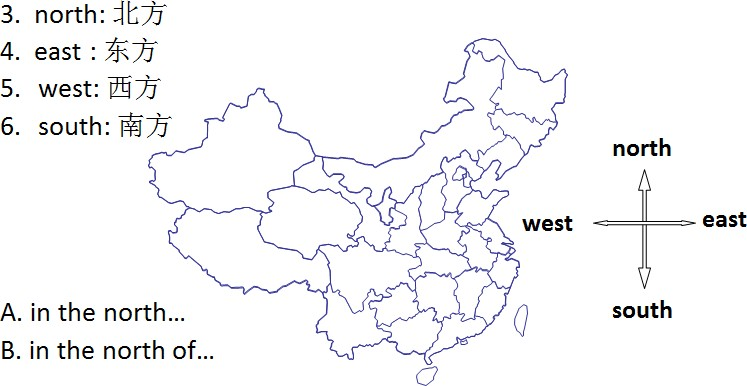 3. north: 北方
4. east : 东方
5. west: 西方
6. south: 南方
north
west
east
south
A. in the north…
B. in the north of…